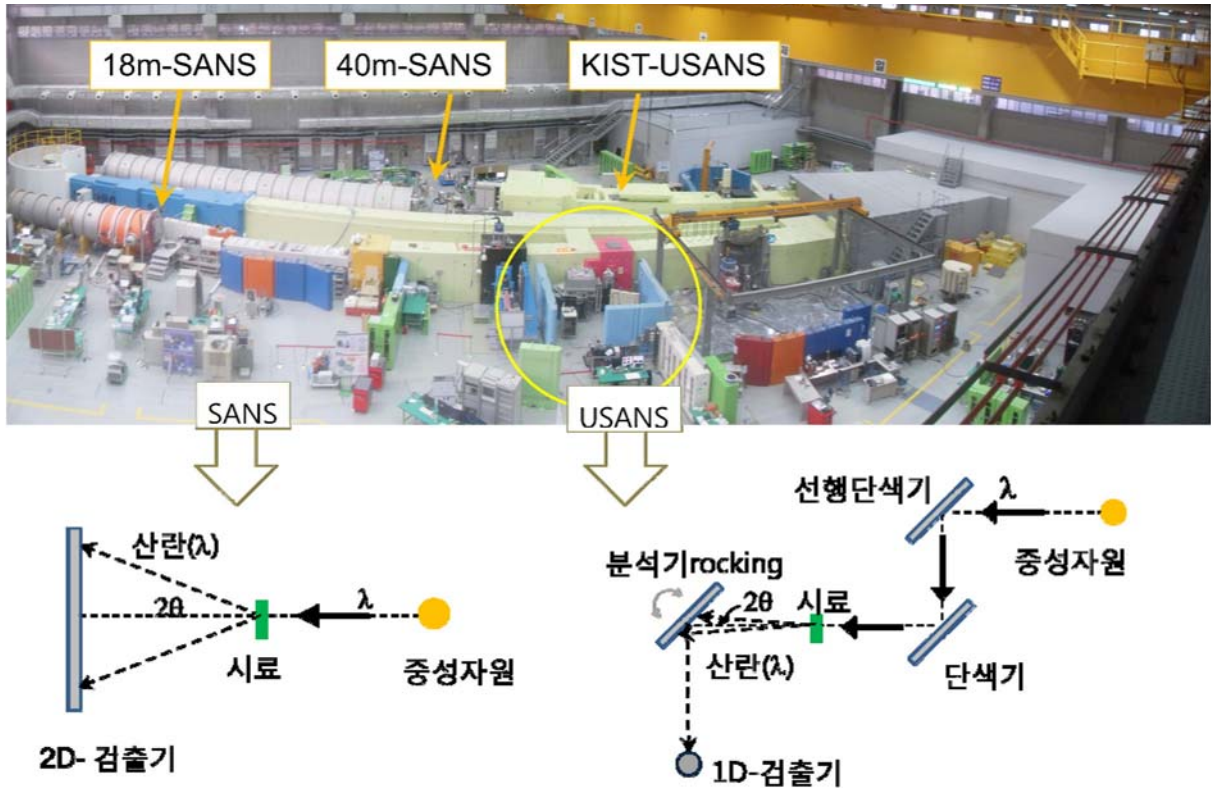 18m-SANS
40m-SANS
KIST-USANS
SANS
USANS
선행단색기
λ
중성자원
산란(λ)
2θ
λ
시료
중성자원
2D- 검출기
분석기rocking
2θ
시료
산란(λ)
단색기
1D-검출기